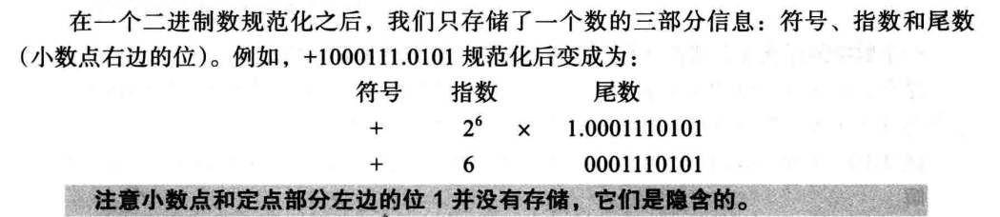 在一个二进制数规范化之后，我们只存储了一个数的三部分信息：符号、指数和尾数
（小数点右边的位）。例如，+1000111.0101 规范化后变成为：
符号 指数 尾数
+ 2⁶ × 1.0001110101
+ 6 0001110101
注意小数点和定点部分左边的位 1 并没有存储，它们是隐含的。